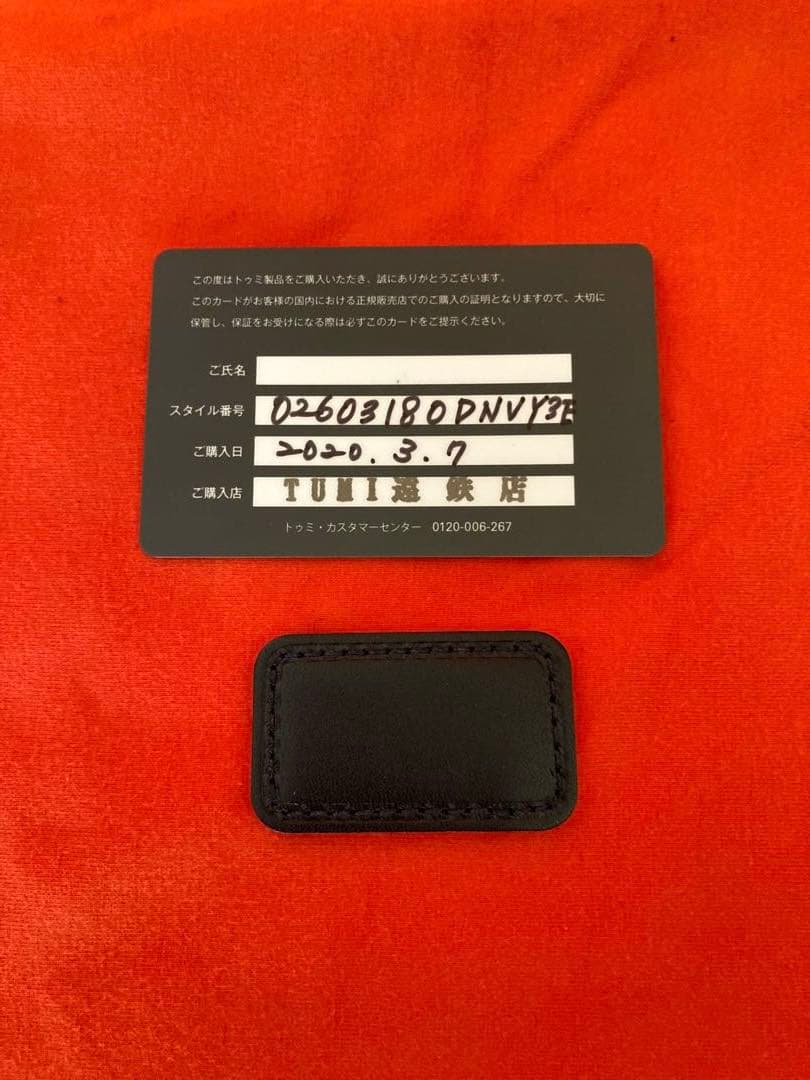 この度はトゥミ製品をご購入いただき、誠にありがとうございます。
このカードがお客様の国内における正規販売店でのご購入の証明となりますので、大切に
保管し、保証をお受けになる際は必ずこのカードをご提示ください。
ご氏名
スタイル番号 02603180DNVY3E
ご購入日 2020.3.7
ご購入店 TUMI遠鉄店
トゥミ・カスタマーセンター 0120-006-267